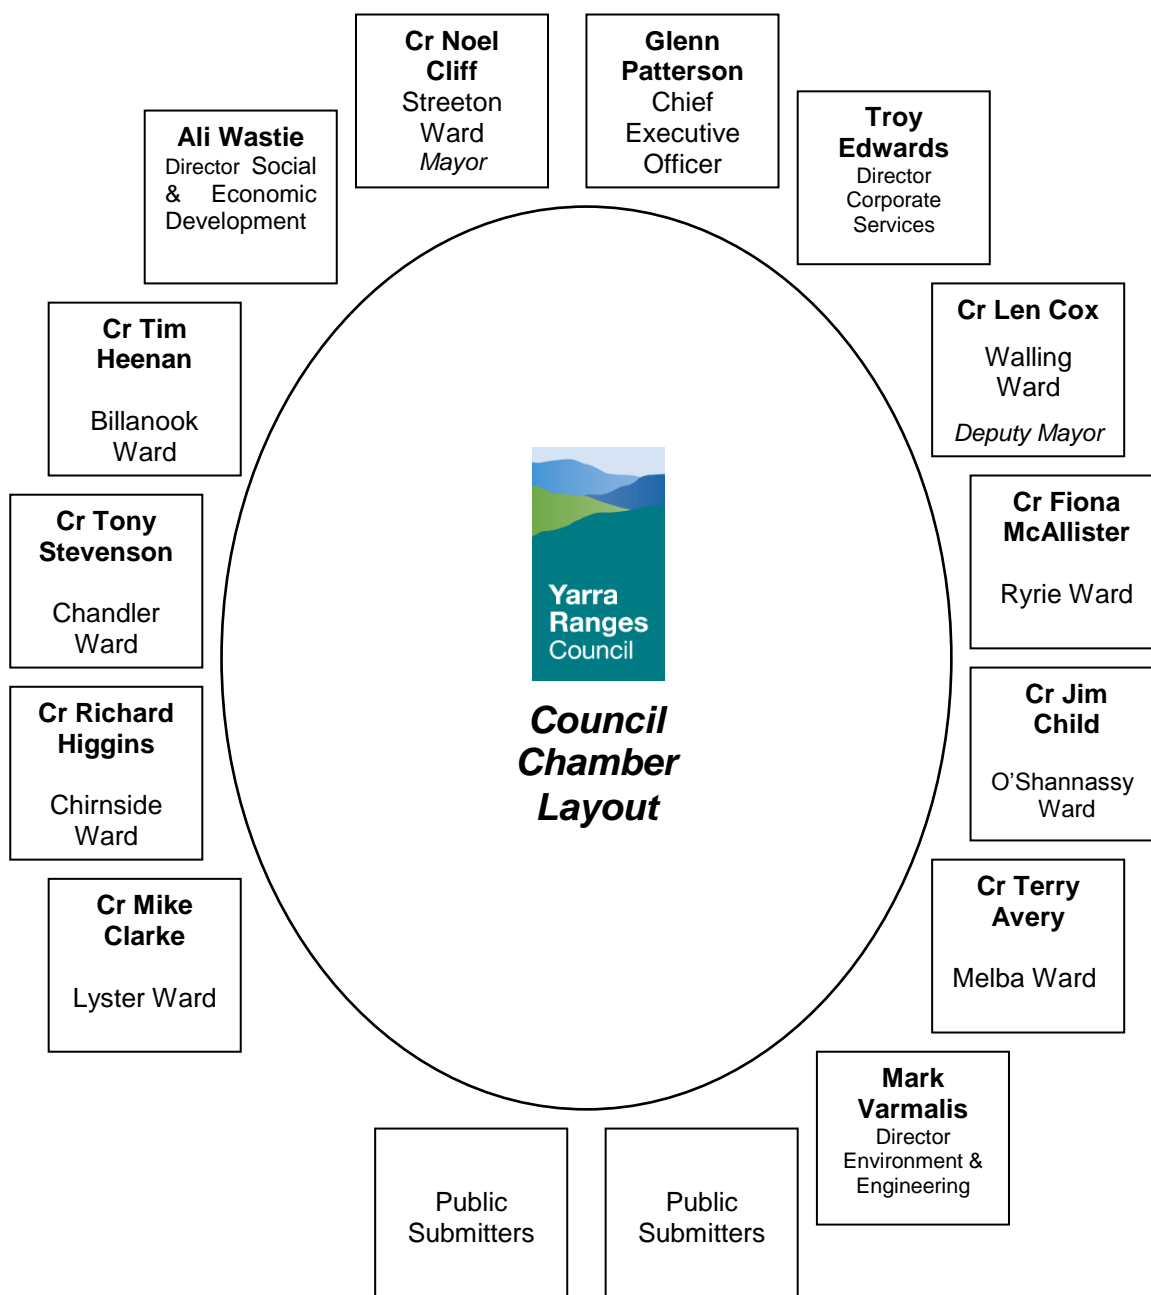 Cr Noel
Cliff
Streeton
Ward
Mayor
Glenn
Patterson
Chief
Executive
Officer
Troy
Edwards
Director
Corporate
Services
Ali Wastie
Director Social
& Economic
Development
Cr Tim
Heenan
Billanook
Ward
Cr Len Cox
Walling
Ward
Deputy Mayor
Cr Tony
Stevenson
Chandler
Ward
Cr Fiona
McAllister
Ryrie Ward
Yarra
Ranges
Council
Council
Chamber
Layout
Cr Richard
Higgins
Chirnside
Ward
Cr Jim
Child
O'Shannassy
Ward
Cr Mike
Clarke
Lyster Ward
Cr Terry
Avery
Melba Ward
Mark
Varmalis
Director
Environment &
Engineering
Public
Submitters
Public
Submitters